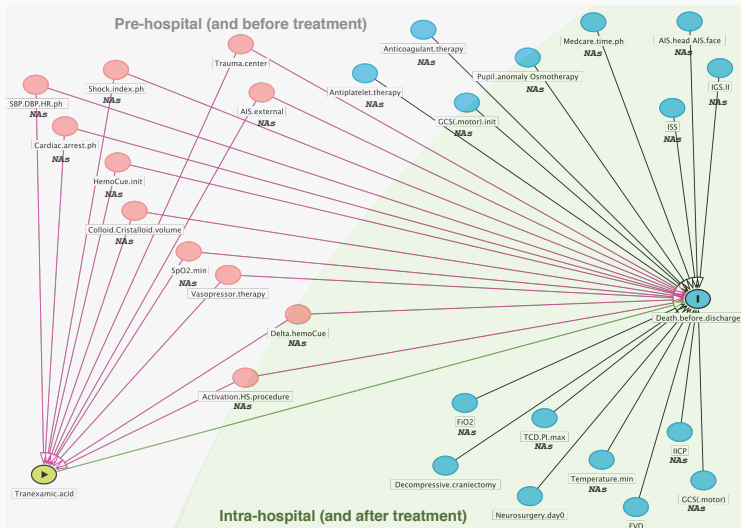 Pre-hospital (and before treatment)
Trauma.center
Anticoagulant.therapy
NAs
Medcare.time.ph
NAs
AIS.head AIS.face
NAs
Shock.index.ph
NAs
Antiplatelet.therapy
NAs
Pupil.anomaly Osmotherapy
NAs
IGS.II
NAs
SBP.DBP.HR.ph
NAs
AIS.external
NAs
GCS(.motor).init
NAs
ISS
NAs
Cardiac.arrest.ph
NAs
HemoCue.init
NAs
Colloid.Cristalloid.volume
NAs
SpO2.min
NAs
Vasopressor.therapy
Death.before.discharge
Delta.hemoCue
NAs
Activation.HS.procedure
NAs
FiO2
NAs
TCD.PI.max
NAs
IICP
NAs
Temperature.min
NAs
Decompressive.craniectomy
GCS(.motor)
NAs
Tranexamic.acid
Neurosurgery.day0
EVD
Intra-hospital (and after treatment)